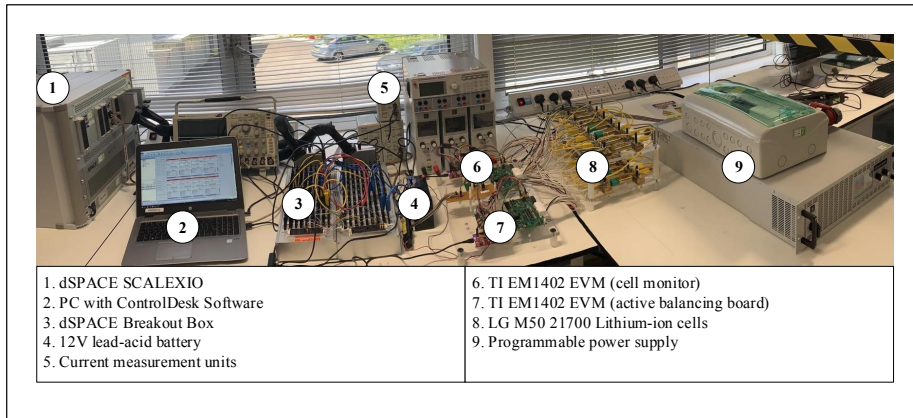 1
2
3
4
5
6
7
8
9
1. dSPACE SCALEXIO
2. PC with ControlDesk Software
3. dSPACE Breakout Box
4. 12V lead-acid battery
5. Current measurement units
6. TI EM1402 EVM (cell monitor)
7. TI EM1402 EVM (active balancing board)
8. LG M50 21700 Lithium-ion cells
9. Programmable power supply